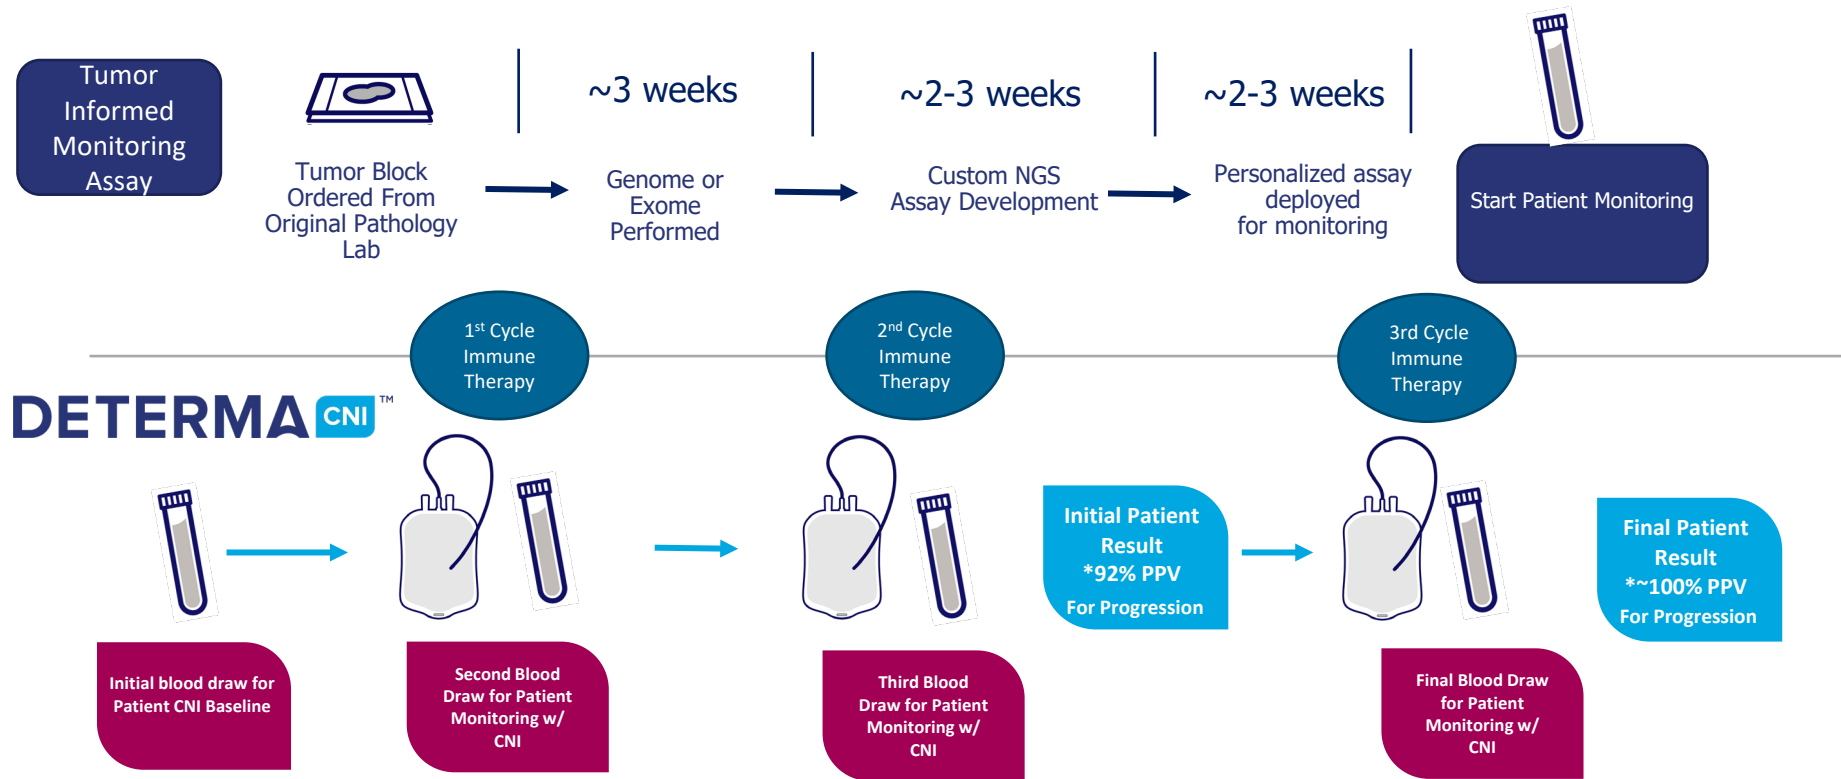 Tumor
Informed
Monitoring
Assay
~3 weeks
~2-3 weeks
~2-3 weeks
Tumor Block
Ordered From
Original Pathology
Lab
Genome or
Exome
Performed
Custom NGS
Assay Development
Personalized assay
deployed
for monitoring
Start Patient Monitoring
1st Cycle
Immune
Therapy
2nd Cycle
Immune
Therapy
3rd Cycle
Immune
Therapy
DETERMA CNI™
Initial Patient
Result
*92% PPV
For Progression
Final Patient
Result
*~100% PPV
For Progression
Initial blood draw for
Patient CNI Baseline
Second Blood
Draw for Patient
Monitoring w/
CNI
Third Blood
Draw for Patient
Monitoring w/
CNI
Final Blood Draw
for Patient
Monitoring w/
CNI